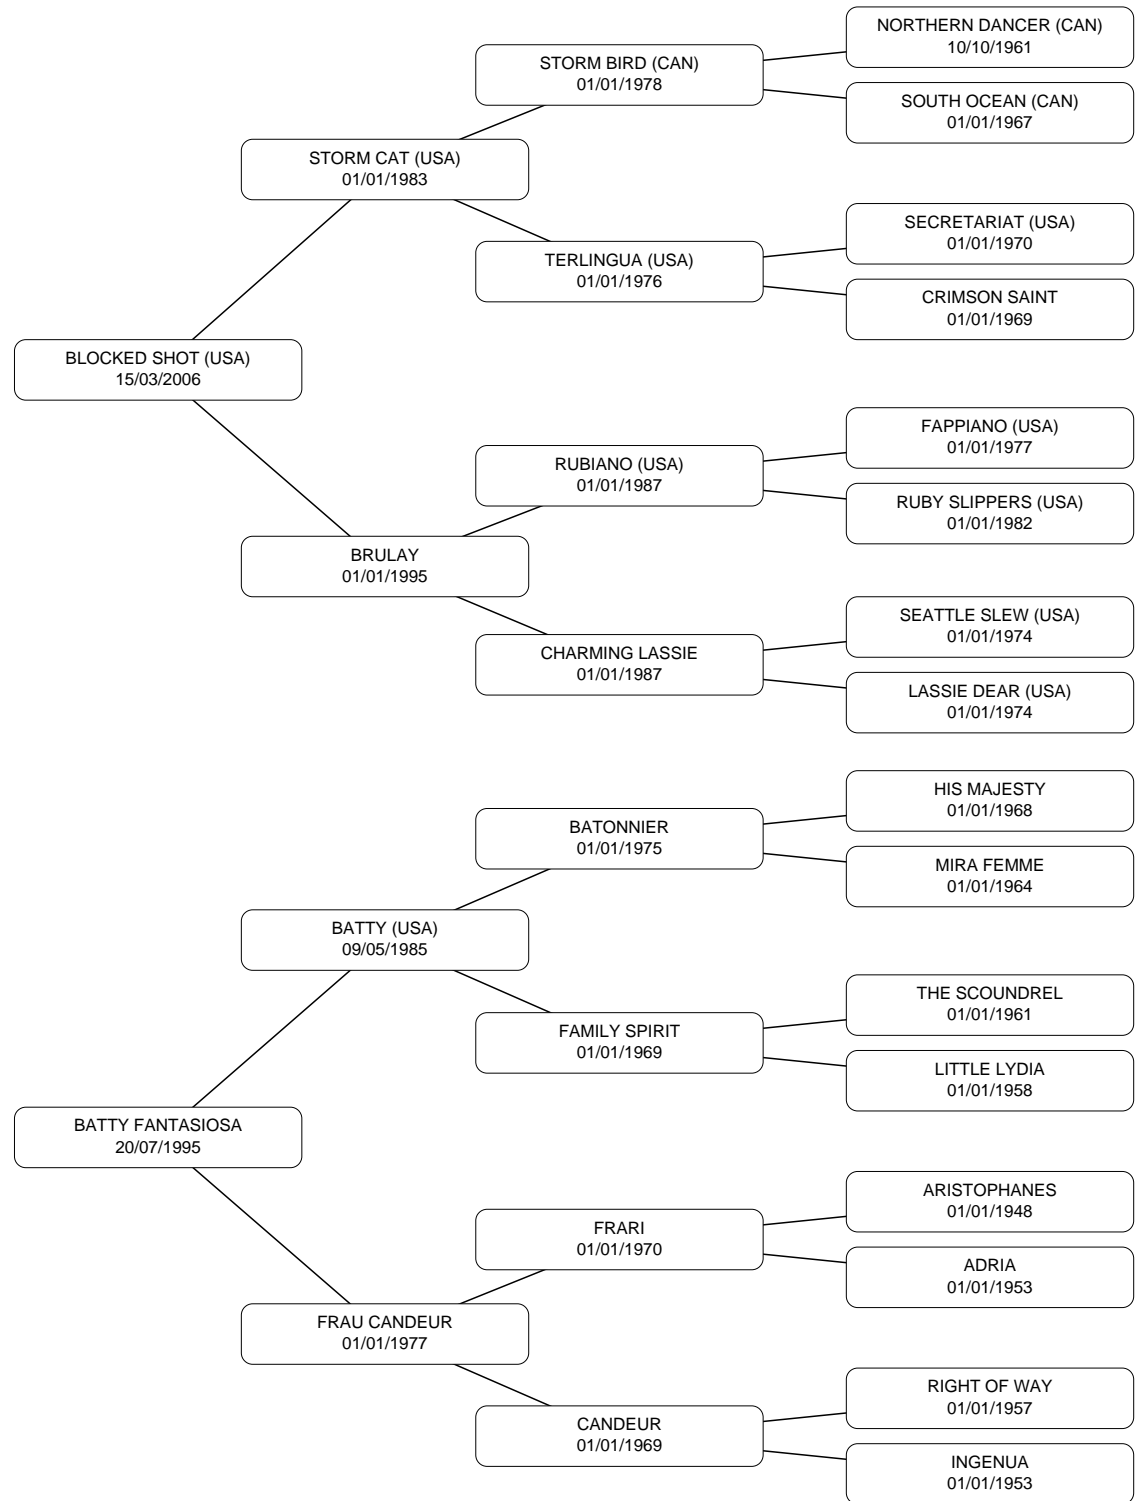 NORTHERN DANCER (CAN)
10/10/1961
STORM BIRD (CAN)
01/01/1978
SOUTH OCEAN (CAN)
01/01/1967
STORM CAT (USA)
01/01/1983
SECRETARIAT (USA)
01/01/1970
TERLINGUA (USA)
01/01/1976
CRIMSON SAINT
01/01/1969
BLOCKED SHOT (USA)
15/03/2006
FAPPIANO (USA)
01/01/1977
RUBIANO (USA)
01/01/1987
RUBY SLIPPERS (USA)
01/01/1982
BRULAY
01/01/1995
SEATTLE SLEW (USA)
01/01/1974
CHARMING LASSIE
01/01/1987
LASSIE DEAR (USA)
01/01/1974
HIS MAJESTY
01/01/1968
BATONNIER
01/01/1975
MIRA FEMME
01/01/1964
BATTY (USA)
09/05/1985
THE SCOUNDREL
01/01/1961
FAMILY SPIRIT
01/01/1969
LITTLE LYDIA
01/01/1958
BATTY FANTASIOSA
20/07/1995
ARISTOPHANES
01/01/1948
FRARI
01/01/1970
ADRIA
01/01/1953
FRAU CANDEUR
01/01/1977
RIGHT OF WAY
01/01/1957
CANDEUR
01/01/1969
INGENUA
01/01/1953